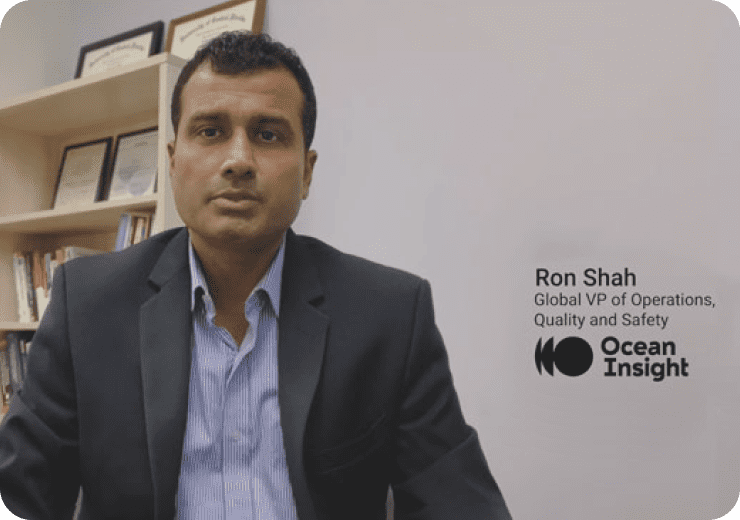 Ron Shah
Global VP of Operations,
Quality and Safety
Ocean
Insight